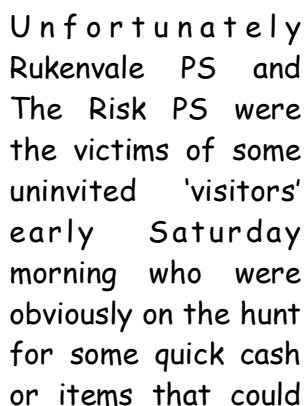 Unfortunately
Rukenvale PS and
The Risk PS were
the victims of some
uninvited ‘visitors’
early Saturday
morning who were
obviously on the hunt
for some quick cash
or items that could